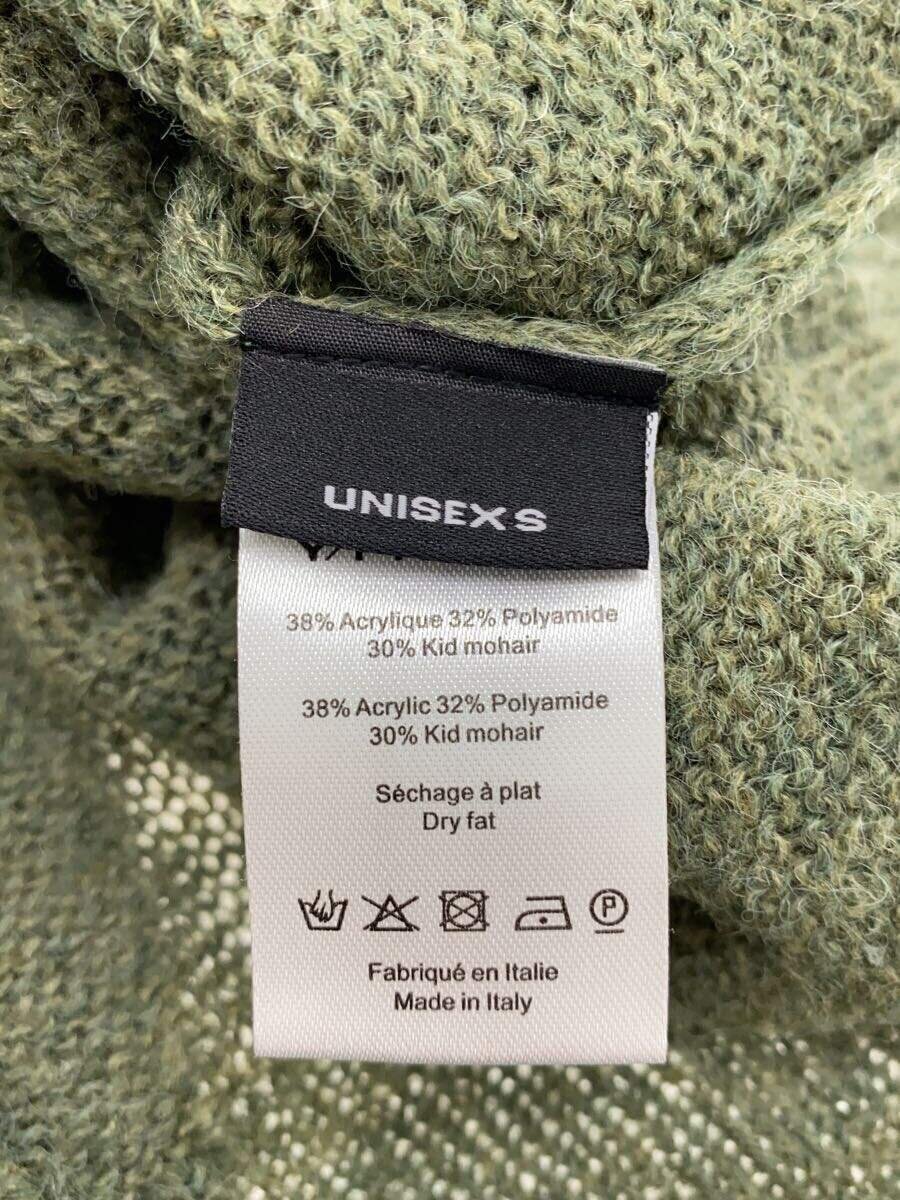 UNISEX S
38% Acrylique 32% Polyamide
30% Kid mohair
38% Acrylic 32% Polyamide
30% Kid mohair
Séchage à plat
Dry fat
P
Fabriqué en Italie
Made in Italy